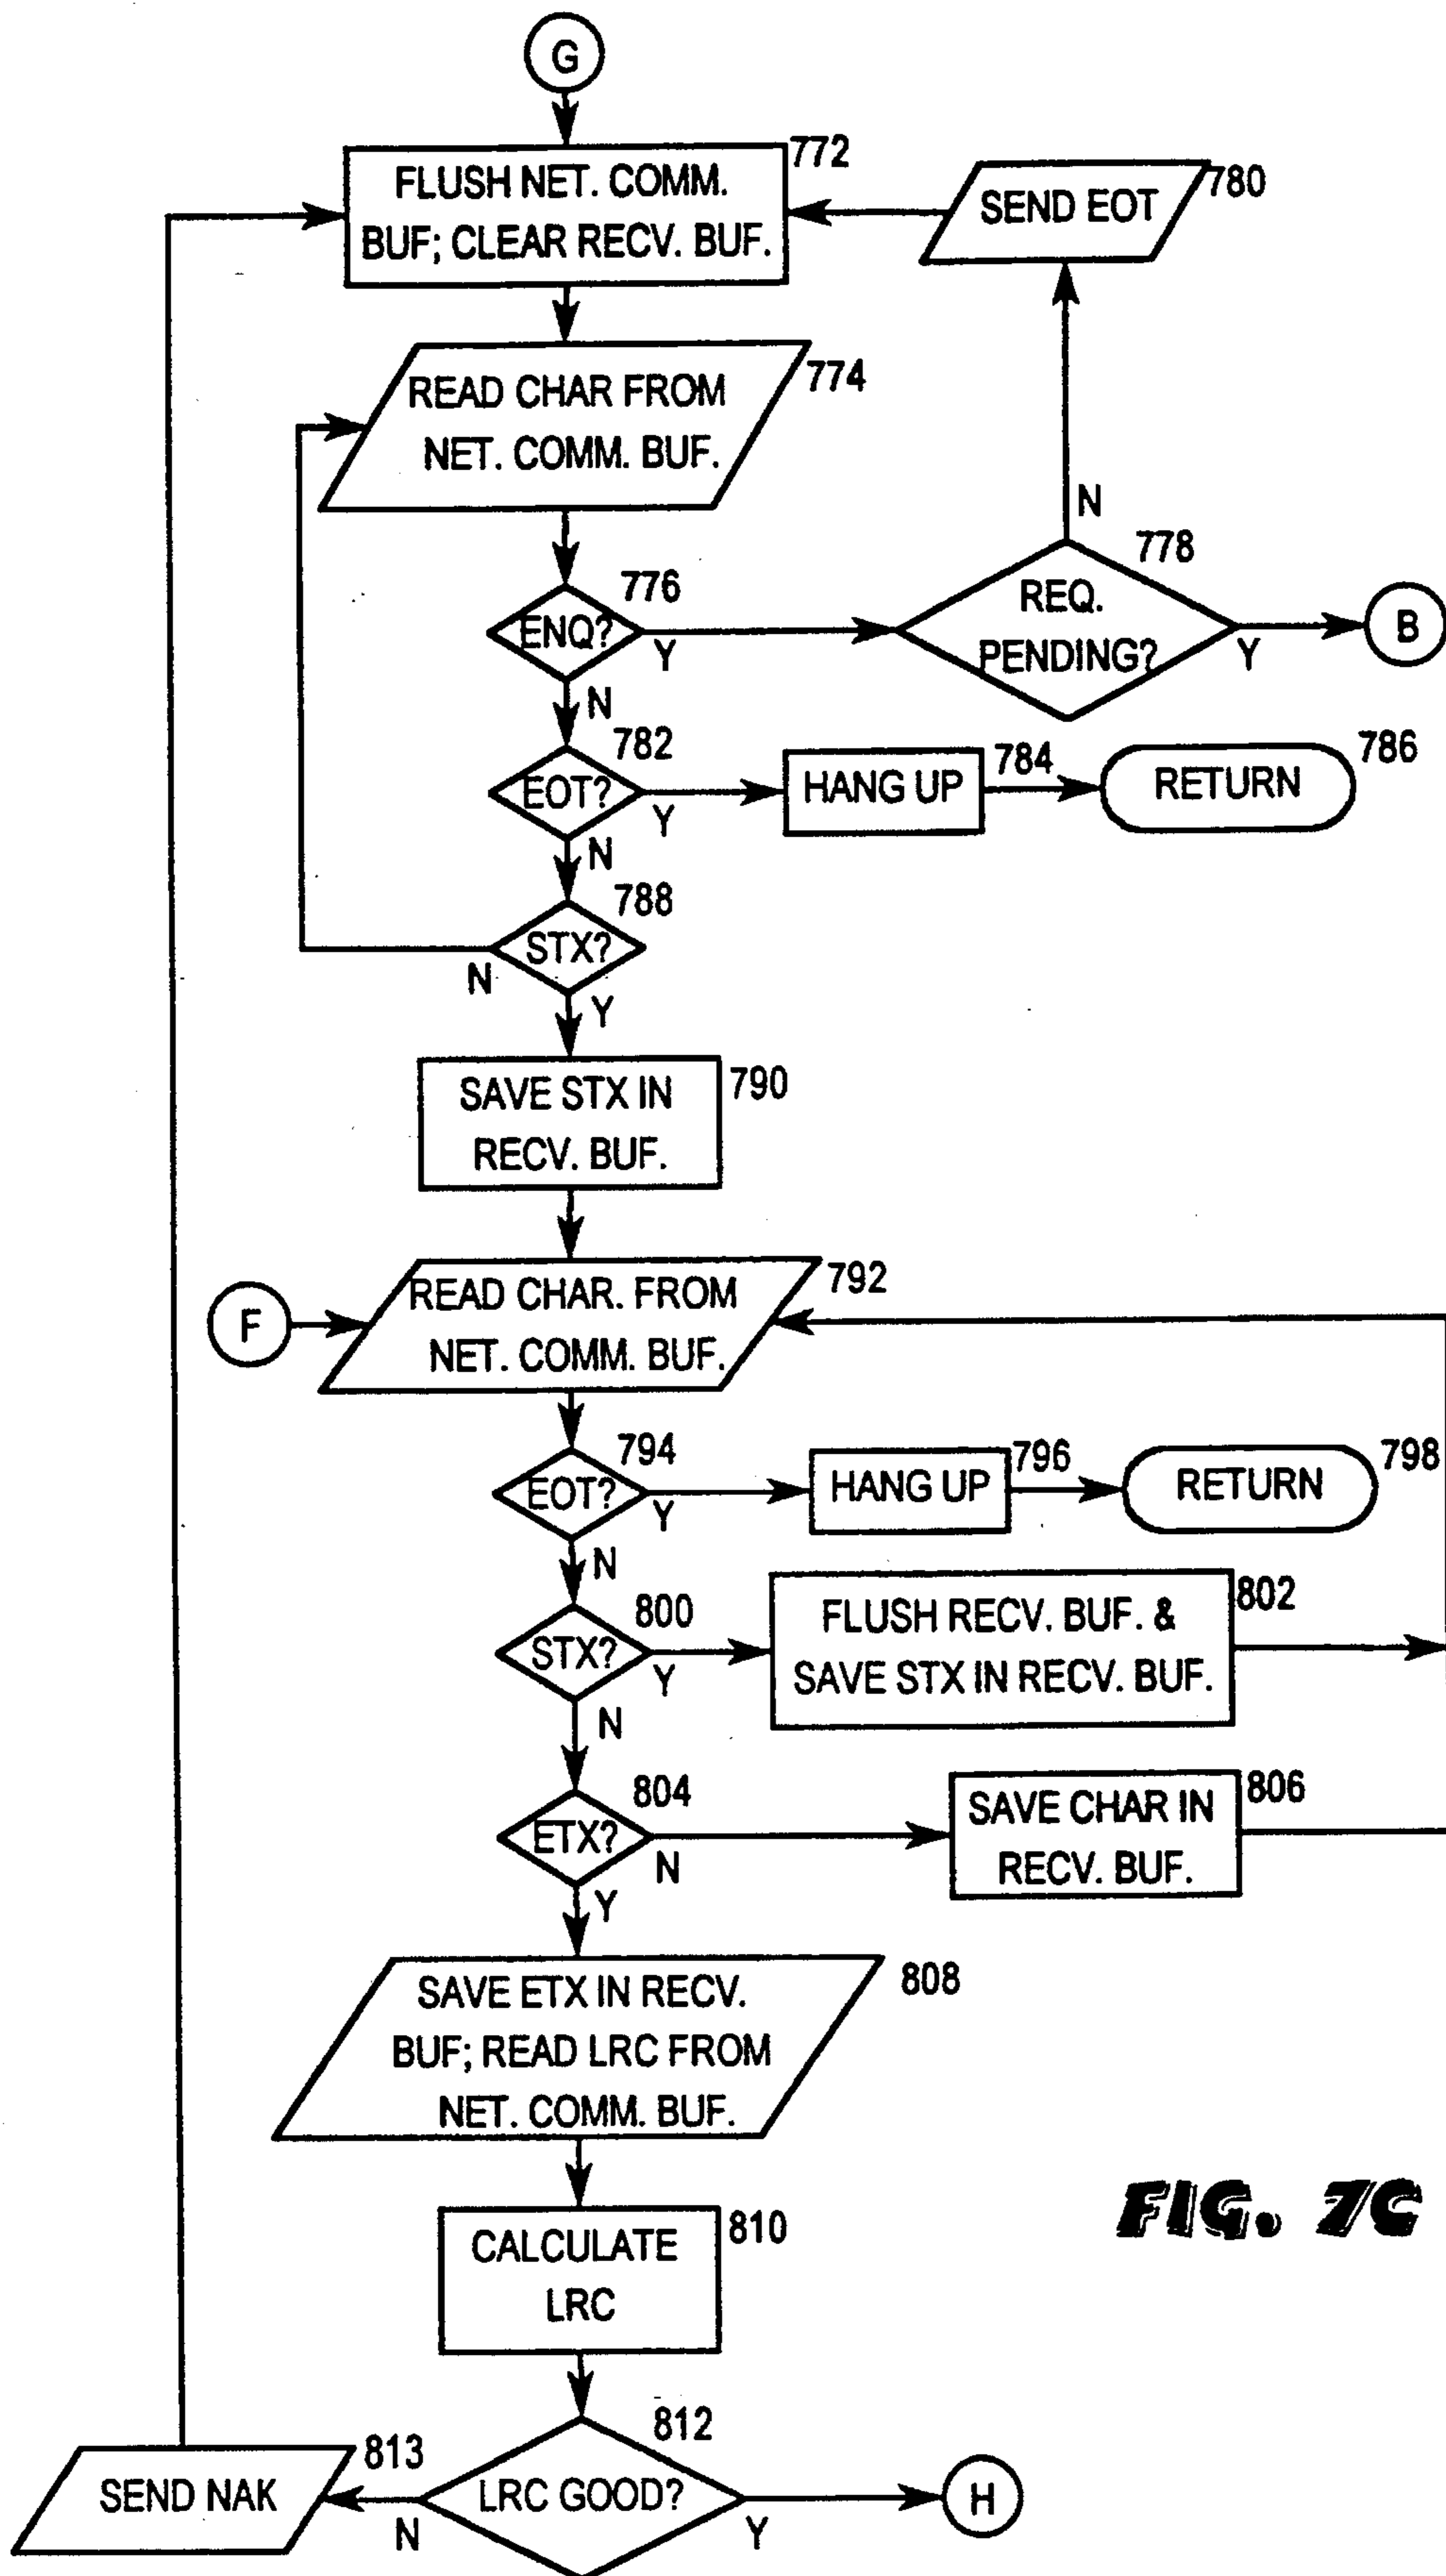 G
772
FLUSH NET. COMM.
BUF; CLEAR RECV. BUF.
780
SEND EOT
774
READ CHAR FROM
NET. COMM. BUF.
N
778
776
ENQ?
Y
REQ.
PENDING?
Y
B
N
782
EOT?
Y
HANG UP
784
RETURN
786
N
788
STX?
N
Y
790
SAVE STX IN
RECV. BUF.
F
792
READ CHAR. FROM
NET. COMM. BUF.
794
EOT?
Y
HANG UP
796
RETURN
798
N
800
STX?
Y
802
FLUSH RECV. BUF. &
SAVE STX IN RECV. BUF.
N
804
ETX?
N
806
SAVE CHAR IN
RECV. BUF.
Y
808
SAVE ETX IN RECV.
BUF; READ LRC FROM
NET. COMM. BUF.
FIG. 7C
810
CALCULATE
LRC
812
LRC GOOD?
813
SEND NAK
N
Y
H